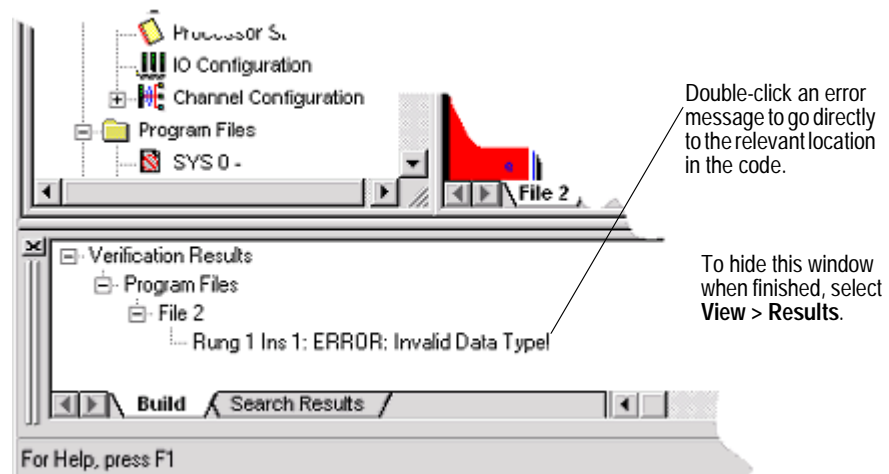 IO Configuration
Channel Configuration
Program Files
SYS 0 -
File 2
Double-click an error
message to go directly
to the relevant location
in the code.
Verification Results
Program Files
File 2
Rung 1 Ins 1: ERROR: Invalid Data Type!
To hide this window
when finished, select
View > Results.
Build
Search Results
For Help, press F1